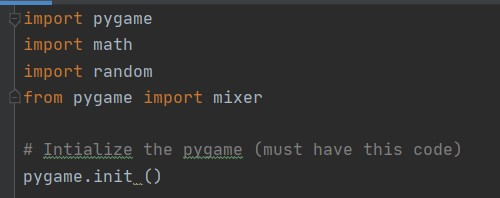 import pygame
import math
import random
from pygame import mixer
# Intialize the pygame (must have this code)
pygame.init ()